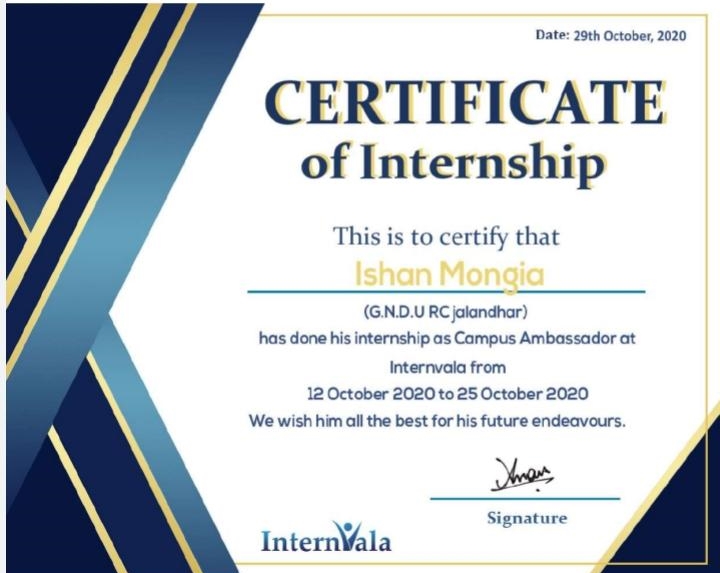 Date: 29th October, 2020
CERTIFICATE
of Internship
This is to certify that
Ishan Mongia
(G.N.D.U RC jalandhar)
has done his internship as Campus Ambassador at
Internvala from
12 October 2020 to 25 October 2020
We wish him all the best for his future endeavours.
Signature
InternVala